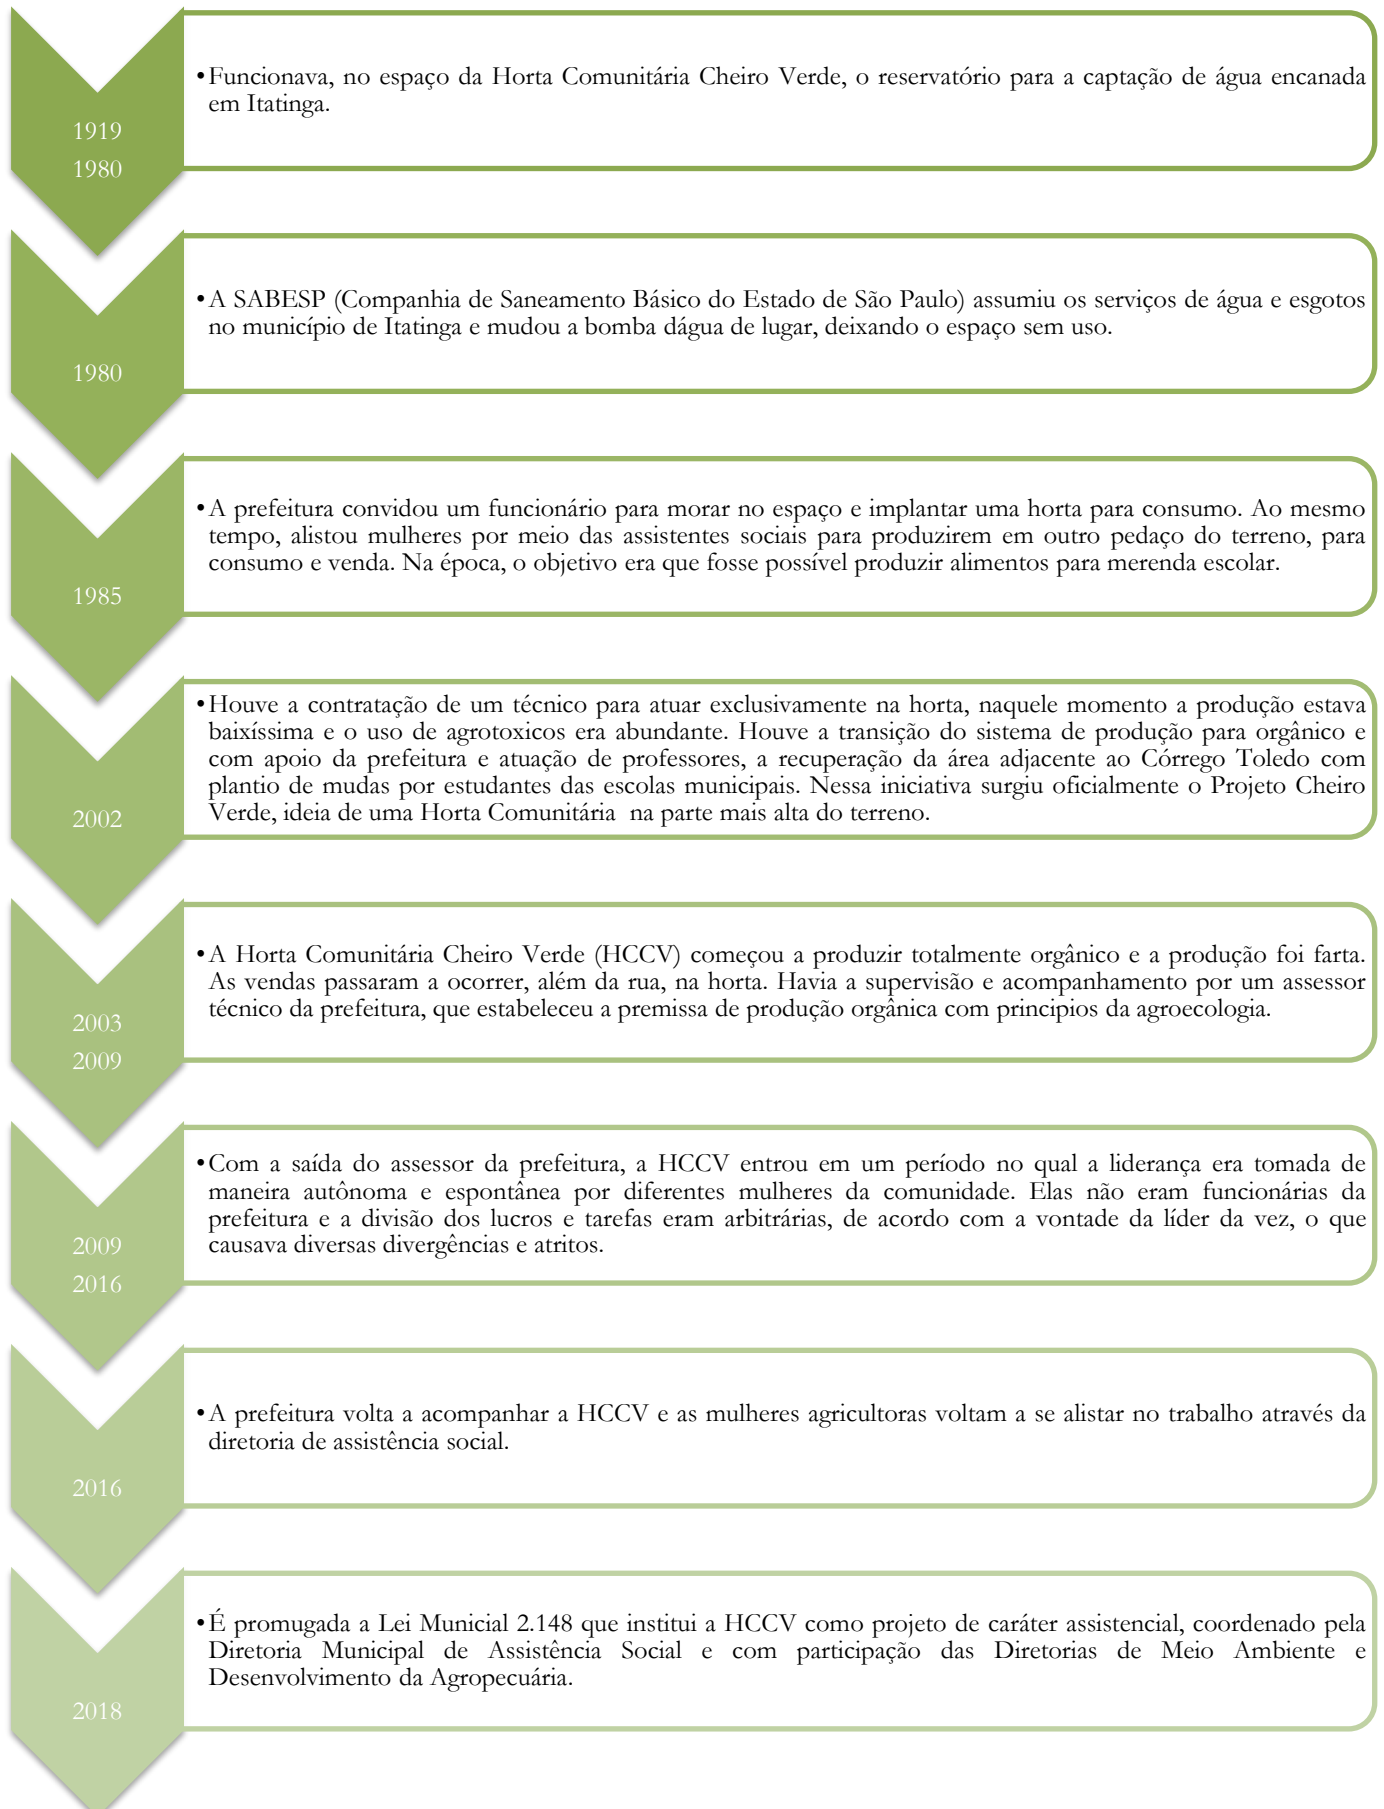 1919
1980
•Funcionava, no espaço da Horta Comunitária Cheiro Verde, o reservatório para a captação de água encanada
em Itatinga.
1980
•A SABESP (Companhia de Saneamento Básico do Estado de São Paulo) assumiu os serviços de água e esgotos
no município de Itatinga e mudou a bomba dágua de lugar, deixando o espaço sem uso.
1985
•A prefeitura convidou um funcionário para morar no espaço e implantar uma horta para consumo. Ao mesmo
tempo, alistou mulheres por meio das assistentes sociais para produzirem em outro pedaço do terreno, para
consumo e venda. Na época, o objetivo era que fosse possível produzir alimentos para merenda escolar.
2002
•Houve a contratação de um técnico para atuar exclusivamente na horta, naquele momento a produção estava
baixíssima e o uso de agrotoxicos era abundante. Houve a transição do sistema de produção para orgânico e
com apoio da prefeitura e atuação de professores, a recuperação da área adjacente ao Córrego Toledo com
plantio de mudas por estudantes das escolas municipais. Nessa iniciativa surgiu oficialmente o Projeto Cheiro
Verde, ideia de uma Horta Comunitária na parte mais alta do terreno.
2003
2009
•A Horta Comunitária Cheiro Verde (HCCV) começou a produzir totalmente orgânico e a produção foi farta.
As vendas passaram a ocorrer, além da rua, na horta. Havia a supervisão e acompanhamento por um assessor
técnico da prefeitura, que estabeleceu a premissa de produção orgânica com principios da agroecologia.
2009
2016
•Com a saída do assessor da prefeitura, a HCCV entrou em um período no qual a liderança era tomada de
maneira autônoma e espontânea por diferentes mulheres da comunidade. Elas não eram funcionárias da
prefeitura e a divisão dos lucros e tarefas eram arbitrárias, de acordo com a vontade da líder da vez, o que
causava diversas divergências e atritos.
2016
•A prefeitura volta a acompanhar a HCCV e as mulheres agricultoras voltam a se alistar no trabalho através da
diretoria de assistência social.
2018
•É promugada a Lei Municial 2.148 que institui a HCCV como projeto de caráter assistencial, coordenado pela
Diretoria Municipal de Assistência Social e com participação das Diretorias de Meio Ambiente e
Desenvolvimento da Agropecuária.